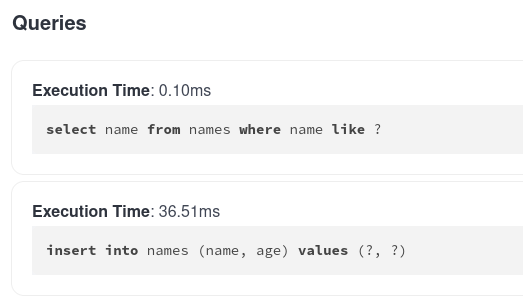 Queries
Execution Time: 0.10ms
select name from names where name like ?
Execution Time: 36.51ms
insert into names (name, age) values (?, ?)